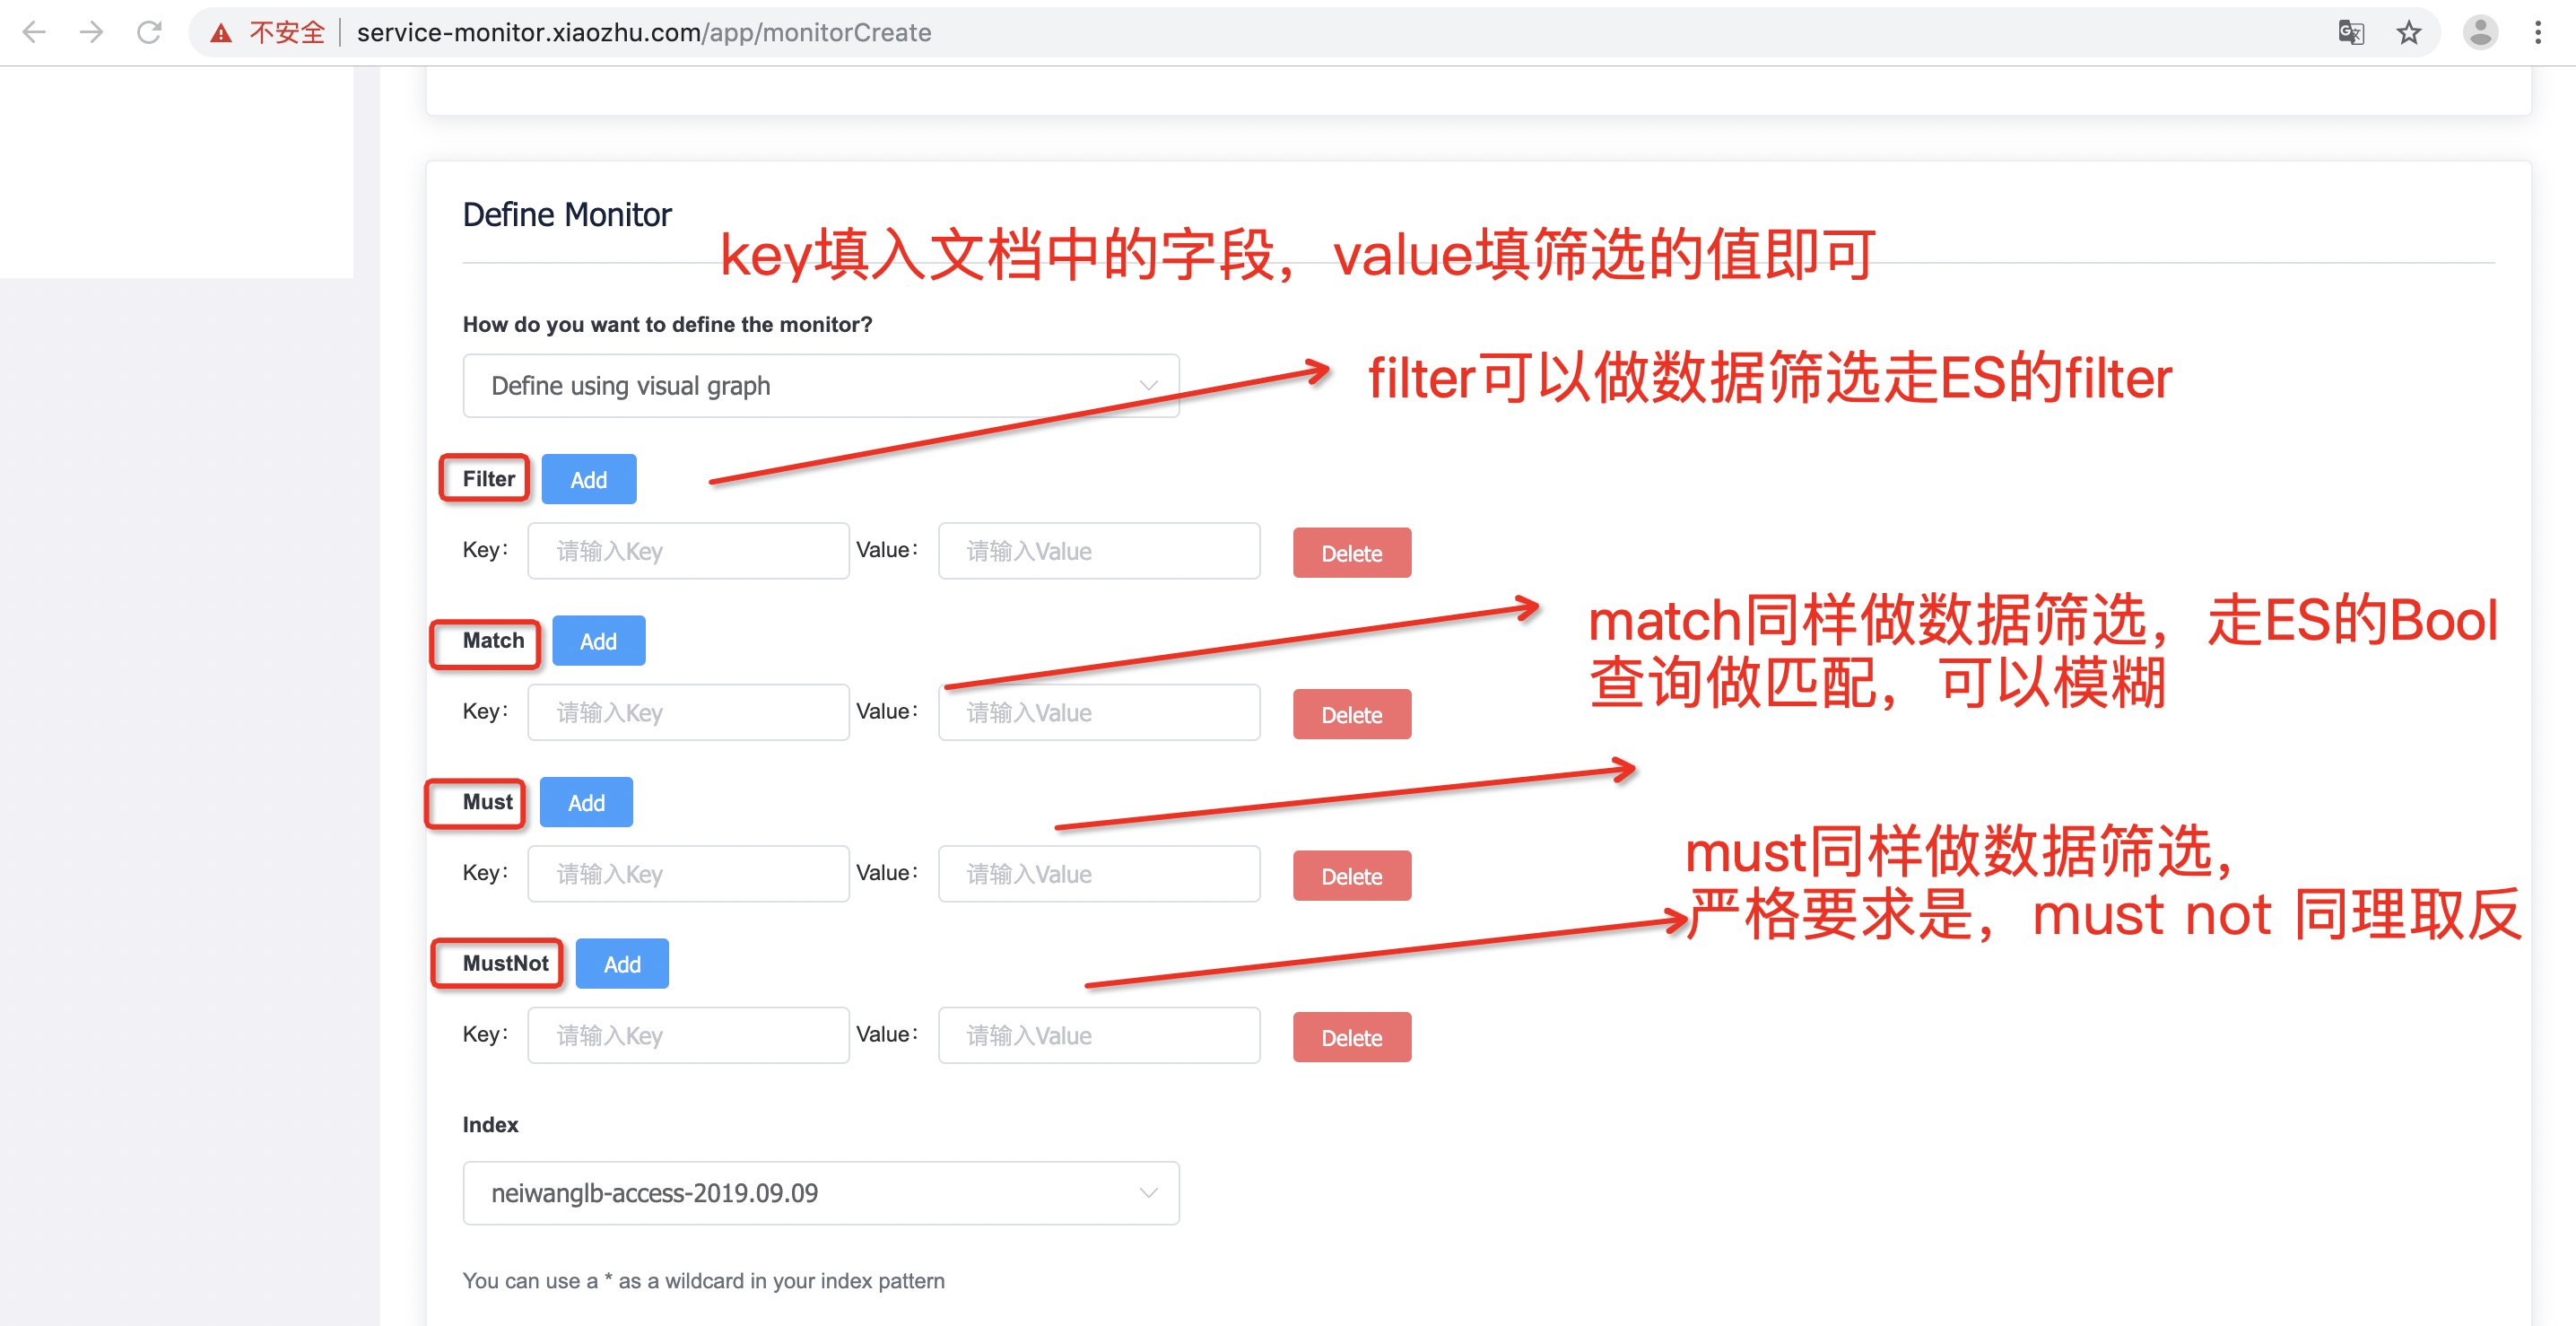 不安全 service-monitor.xiaozhu.com/app/monitorCreate
Define Monitor
key填入文档中的字段，value填筛选的值即可
How do you want to define the monitor?
Define using visual graph
filter可以做数据筛选走ES的filter
Filter Add
Key： 请输入Key Value： 请输入Value Delete
match同样做数据筛选，走ES的Bool
查询做匹配，可以模糊
Match Add
Key： 请输入Key Value： 请输入Value Delete
Must Add
must同样做数据筛选，
严格要求是，must not 同理取反
Key： 请输入Key Value： 请输入Value Delete
MustNot Add
Key： 请输入Key Value： 请输入Value Delete
Index
neiwanglb-access-2019.09.09
You can use a * as a wildcard in your index pattern